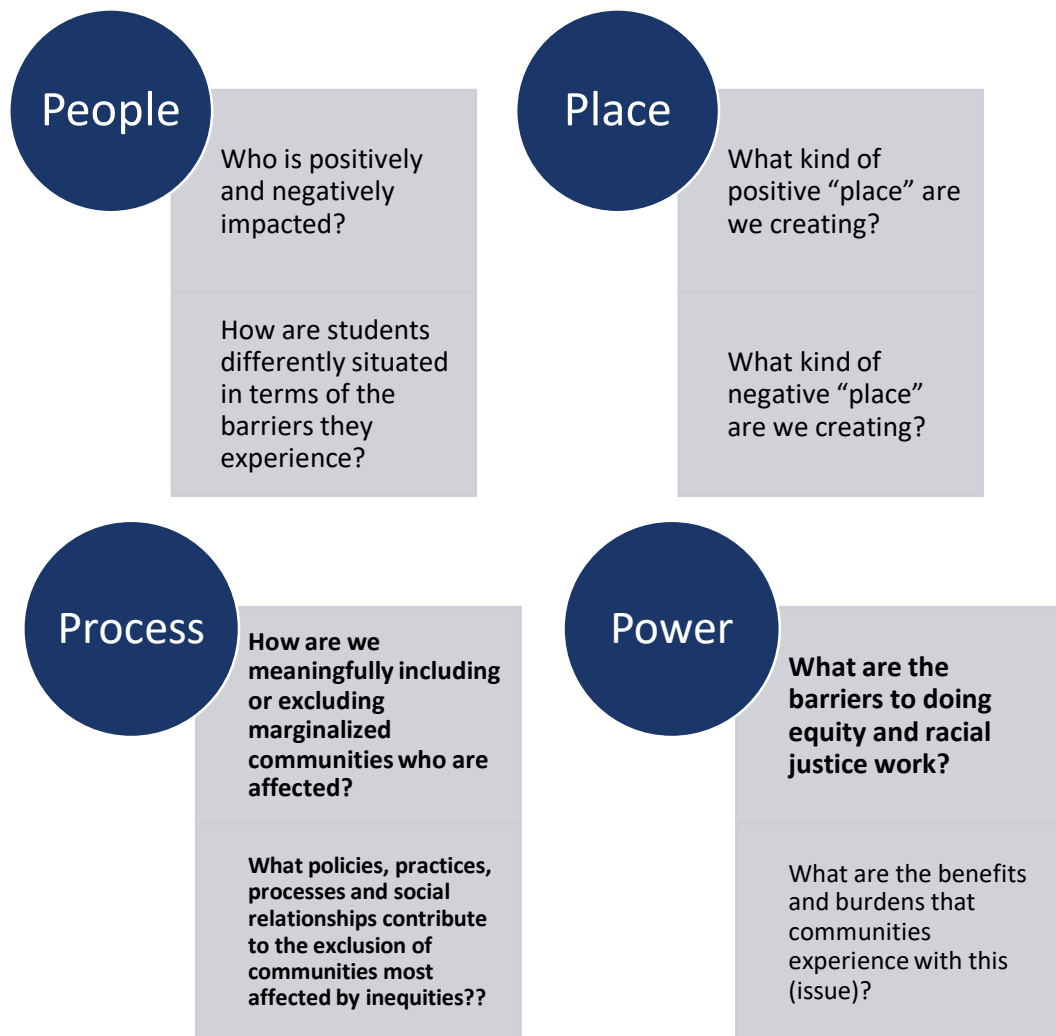 People
Who is positively
and negatively
impacted?
How are students
differently situated
in terms of the
barriers they
experience?
Place
What kind of
positive “place” are
we creating?
What kind of
negative “place”
are we creating?
Process
How are we
meaningfully including
or excluding
marginalized
communities who are
affected?
What policies, practices,
processes and social
relationships contribute
to the exclusion of
communities most
affected by inequities??
Power
What are the
barriers to doing
equity and racial
justice work?
What are the benefits
and burdens that
communities
experience with this
(issue)?